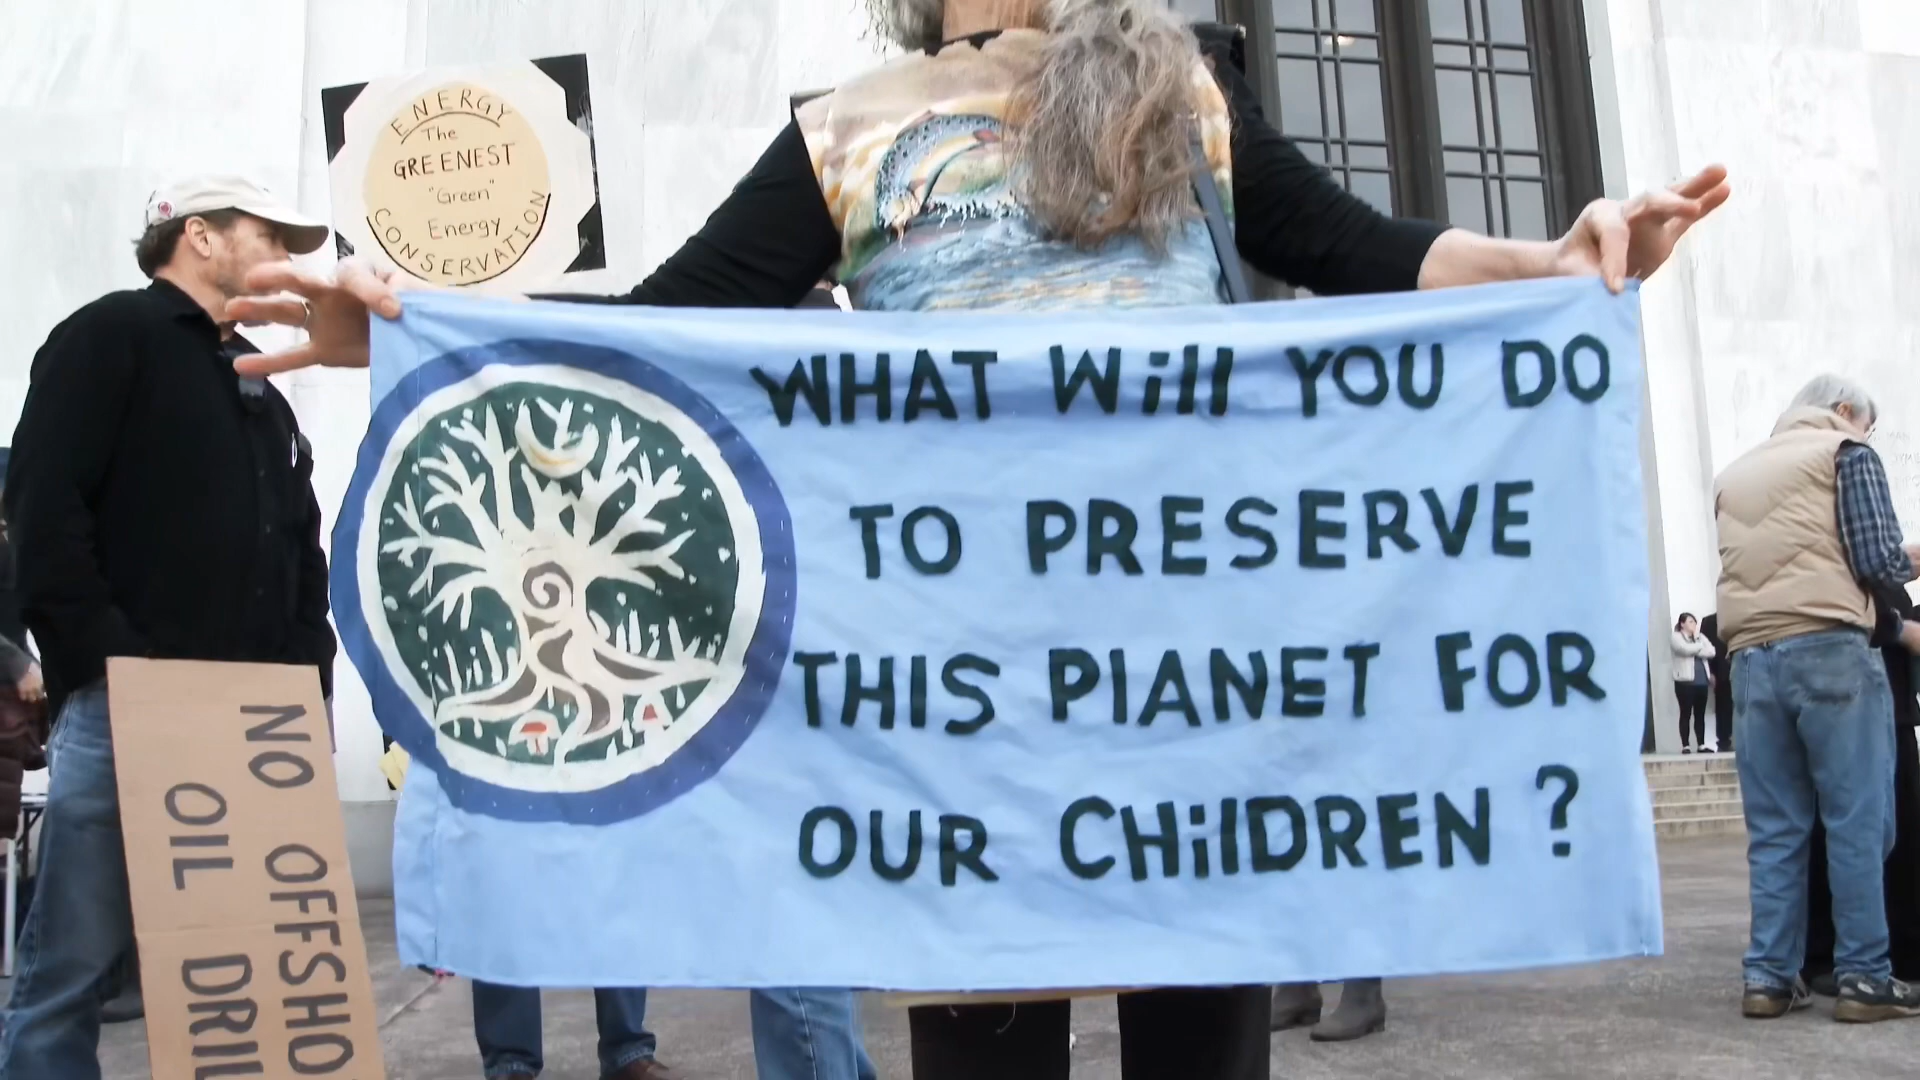 ENERGY
The
GREENEST
"Green"
Energy
CONSERVATION
WHAT Will YOU DO
TO PRESERVE
THIS PlANET FOR
OUR CHilDREN ?
NO OFFSHO
OIL DRIL